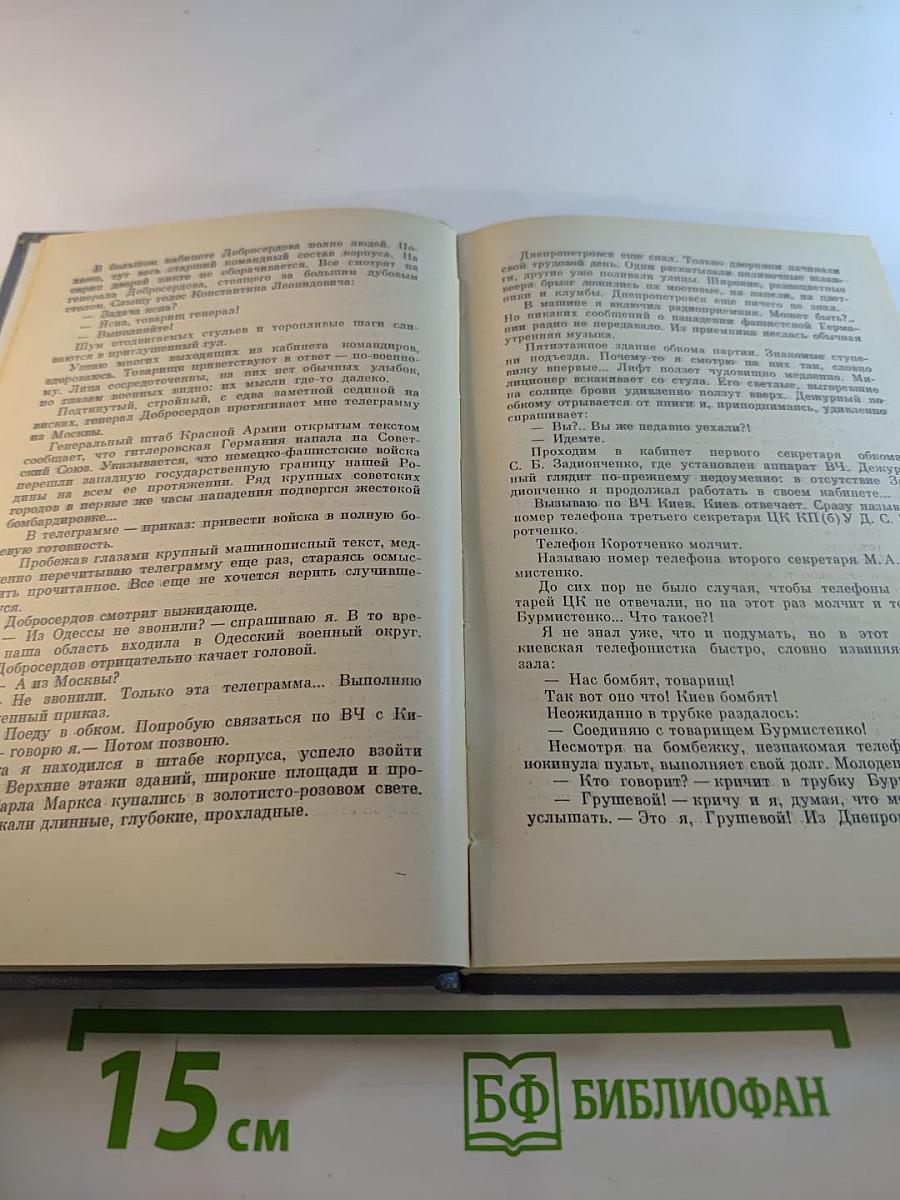 В большом кабинете Добросердова полно людей. По-
хоже, тут весь старший командный состав корпуса. На
скрип дверей никто не оборачивается. Все смотрят на
генерала Добросердова, стоящего за большим дубовым
столом. Слышу голос Константина Леонидовича:
— Задача ясна?
— Ясна, товарищ генерал!
— Выполняйте!
Шум отодвигаемых стульев и торопливые шаги сли-
ваются в приглушенный гул.
Узнаю многих выходящих из кабинета командиров,
здороваюсь. Товарищи приветствуют в ответ — по-военно-
му. Лица сосредоточенны, на них нет обычных улыбок,
по глазам военных видно: их мысли где-то далеко.
Подтянутый, стройный, с едва заметной сединой на
висках, генерал Добросердов протягивает мне телеграмму
из Москвы.
Генеральный штаб Красной Армии открытым текстом
сообщает, что гитлеровская Германия напала на Совет-
ский Союз. Указывается, что немецко-фашистские войска
перешли западную государственную границу нашей Ро-
дины на всем ее протяжении. Ряд крупных советских
городов в первые же часы нападения подвергся жестокой
бомбардировке...
В телеграмме — приказ: привести войска в полную бо-
евую готовность.
Пробежав глазами крупный машинописный текст, мед-
енно перечитываю телеграмму еще раз, стараясь осмыс-
ить прочитанное. Все еще не хочется верить случивше-
уся.
Добросердов смотрит выжидающе.
— Из Одессы не звонили? — спрашиваю я. В то вре-
наша область входила в Одесский военный округ.
Добросердов отрицательно качает головой.
— А из Москвы?
— Не звонили. Только эта телеграмма... Выполняю
енный приказ.
Поеду в обком. Попробую связаться по ВЧ с Ки-
— говорю я.— Потом позвоню.
а я находился в штабе корпуса, успело взойти
Верхние этажи зданий, широкие площади и про-
арла Маркса купались в золотисто-розовом свете.
жали длинные, глубокие, прохладные.
Днепропетровск еще спал. Только дворники начинали
свой трудовой день. Одни раскатывали поливочные шлан-
ги, другие уже поливали улицы. Широкие, разноцветные
веера брызг ложились на мостовые, на панели, на цвет-
ники и клумбы. Днепропетровск еще ничего не знал.
В машине я включил радиоприемник. Может быть?..
Но никаких сообщений о нападении фашистской Герма-
нии радио не передавало. Из приемника неслась обычная
утренняя музыка.
Пятиэтажное здание обкома партии. Знакомые ступе-
ни подъезда. Почему-то я смотрю на них так, словно
вижу впервые... Лифт ползет чудовищно медленно. Ми-
лиционер вскакивает со стула. Его светлые, выгоревшие
на солнце брови удивленно ползут вверх. Дежурный по
обкому отрывается от книги и, приподнимаясь, удивленно
спрашивает:
— Вы?.. Вы же недавно уехали?!
— Идемте.
Проходим в кабинет первого секретаря обкома
С. Б. Задионченко, где установлен аппарат ВЧ. Дежур
ный глядит по-прежнему недоуменно: в отсутствие За
дионченко я продолжал работать в своем кабинете...
Вызываю по ВЧ Киев. Киев отвечает. Сразу назыв
номер телефона третьего секретаря ЦК КП(б)У Д. С.
ротченко.
Телефон Коротченко молчит.
Называю номер телефона второго секретаря М. А.
мистенко.
До сих пор не было случая, чтобы телефоны
тарей ЦК не отвечали, но на этот раз молчит и те
Бурмистенко... Что такое?!
Я не знал уже, что и подумать, но в этот
киевская телефонистка быстро, словно извиняя
зала:
— Нас бомбят, товарищ!
Так вот оно что! Киев бомбят!
Неожиданно в трубке раздалось:
— Соединяю с товарищем Бурмистенко!
Несмотря на бомбежку, незнакомая телеф
покинула пульт, выполняет свой долг. Молоде
— Кто говорит? — кричит в трубку Бур
— Грушевой! — кричу и я, думая, что м
услышать. — Это я, Грушевой! Из Днепро
15 см
БФ БИБЛИОФАН